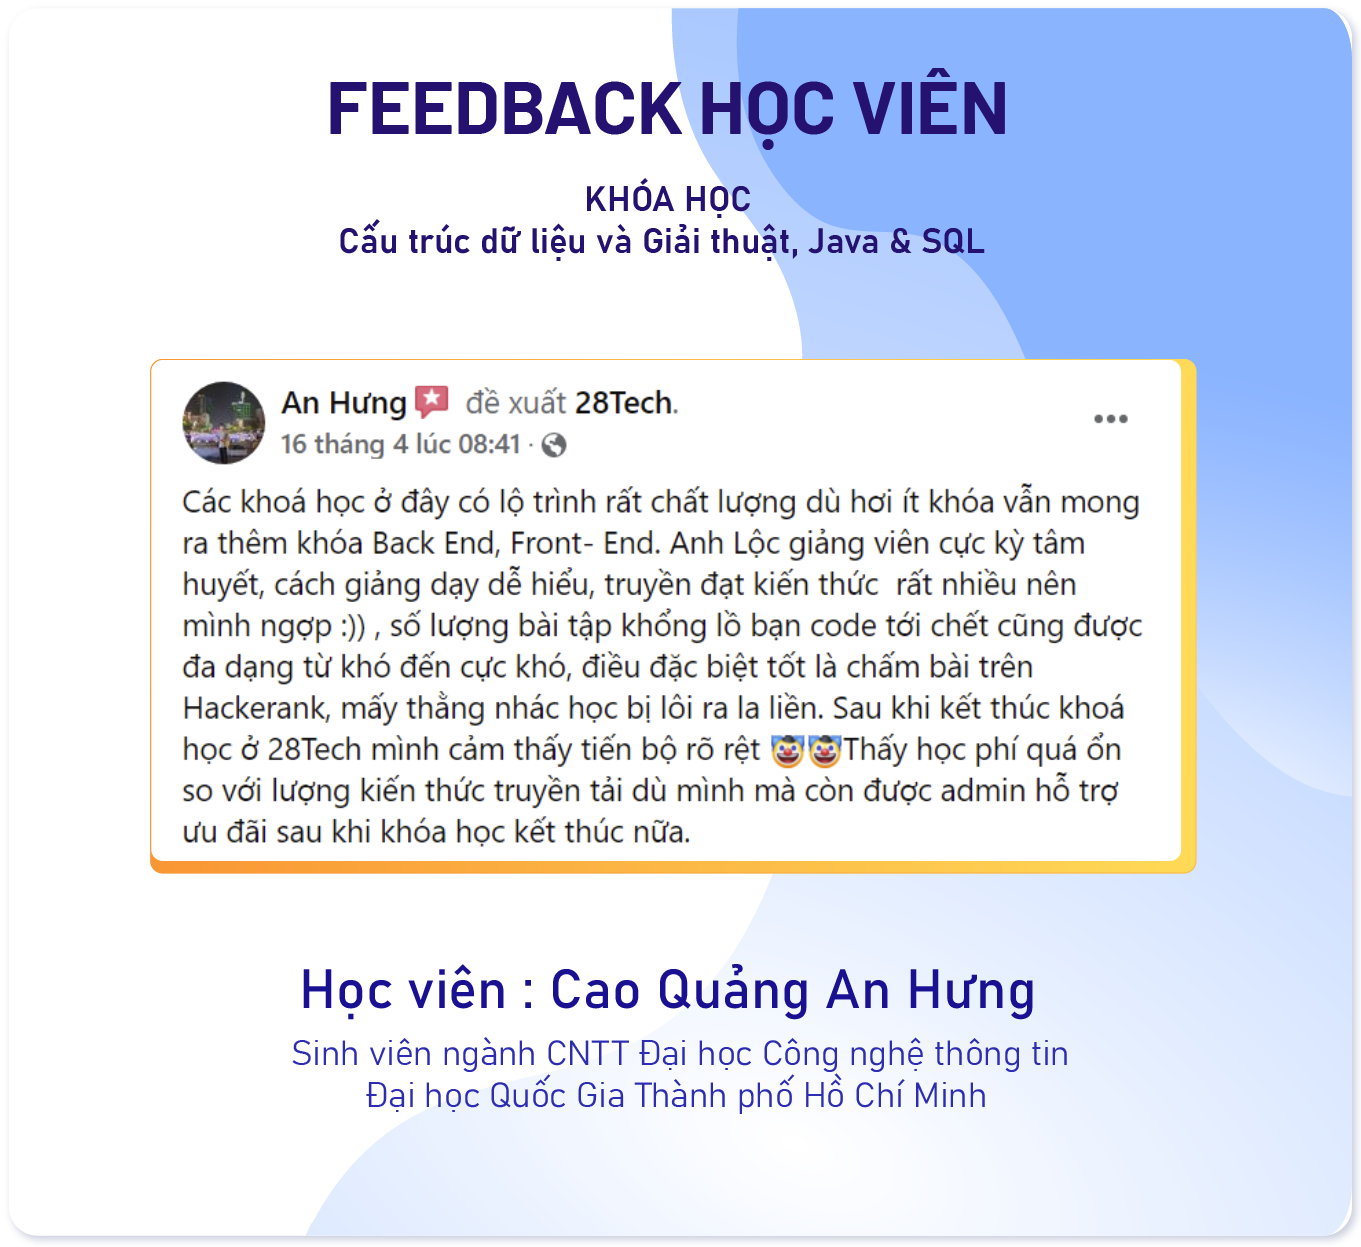 FEEDBACK HỌC VIÊN
KHÓA HỌC
Cấu trúc dữ liệu và Giải thuật, Java & SQL
An Hưng đề xuất 28Tech.
16 tháng 4 lúc 08:41 ·
Các khoá học ở đây có lộ trình rất chất lượng dù hơi ít khóa vẫn mong
ra thêm khóa Back End, Front- End. Anh Lộc giảng viên cực kỳ tâm
huyết, cách giảng dạy dễ hiểu, truyền đạt kiến thức  rất nhiều nên
mình ngợp :)) , số lượng bài tập khổng lồ bạn code tới chết cũng được
đa dạng từ khó đến cực khó, điều đặc biệt tốt là chấm bài trên
Hackerank, mấy thằng nhác học bị lôi ra la liền. Sau khi kết thúc khoá
học ở 28Tech mình cảm thấy tiến bộ rõ rệt 🤡🤡Thấy học phí quá ổn
so với lượng kiến thức truyền tải dù mình mà còn được admin hỗ trợ
ưu đãi sau khi khóa học kết thúc nữa.
Học viên : Cao Quảng An Hưng
Sinh viên ngành CNTT Đại học Công nghệ thông tin
Đại học Quốc Gia Thành phố Hồ Chí Minh